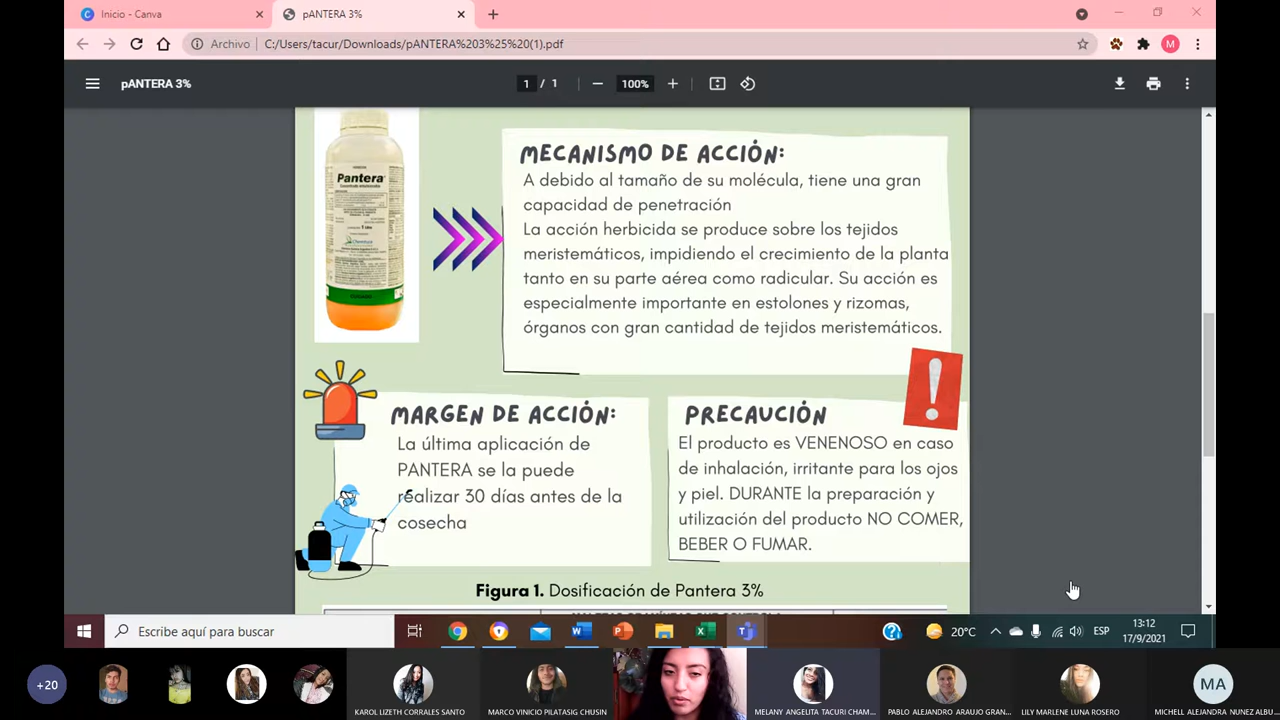 Inicio - Canva
pANTERA 3%
Archivo
C:/Users/tacur/Downloads/pANTERA%203%25%20(1).pdf
M
pANTERA 3%
1 / 1
100%
Pantera
1 Litro
Chemtura
MECANISMO DE ACCIÓN:
A debido al tamaño de su molécula, tiene una gran
capacidad de penetración
La acción herbicida se produce sobre los tejidos
meristemáticos, impidiendo el crecimiento de la planta
tanto en su parte aérea como radicular. Su acción es
especialmente importante en estolones y rizomas,
órganos con gran cantidad de tejidos meristemáticos.
MARGEN DE ACCIÓN:
La última aplicación de
PANTERA se la puede
realizar 30 días antes de la
cosecha
PRECAUCIÓN
El producto es VENENOSO en caso
de inhalación, irritante para los ojos
y piel. DURANTE la preparación y
utilización del producto NO COMER,
BEBER O FUMAR.
Figura 1. Dosificación de Pantera 3%
Escribe aquí para buscar
20°C
ESP
13:12
17/9/2021
+20
KAROL LIZETH CORRALES SANTO
MARCO VINICIO PILATASIG CHUSIN
MELANY ANGELITA TACURI CHAM...
PABLO ALEJANDRO ARAUJO GRAN...
LILY MARLENE LUNA ROSERO
MA
MICHELL ALEJANDRA NUNEZ ALBU...